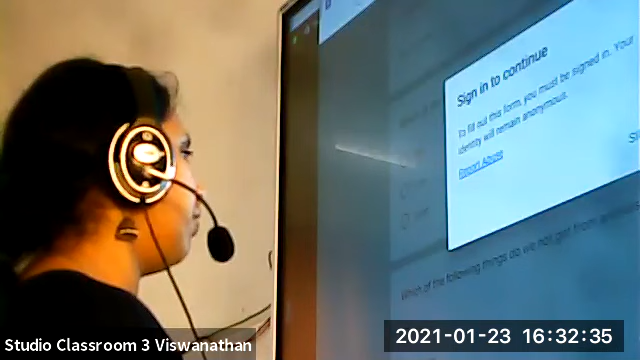 Sign in to continue
To fill out this form, you must be signed in. Your
identity will remain anonymous.
Report Abuse
Which of the following things do we not get from
Studio Classroom 3 Viswanathan
2021-01-23 16:32:35